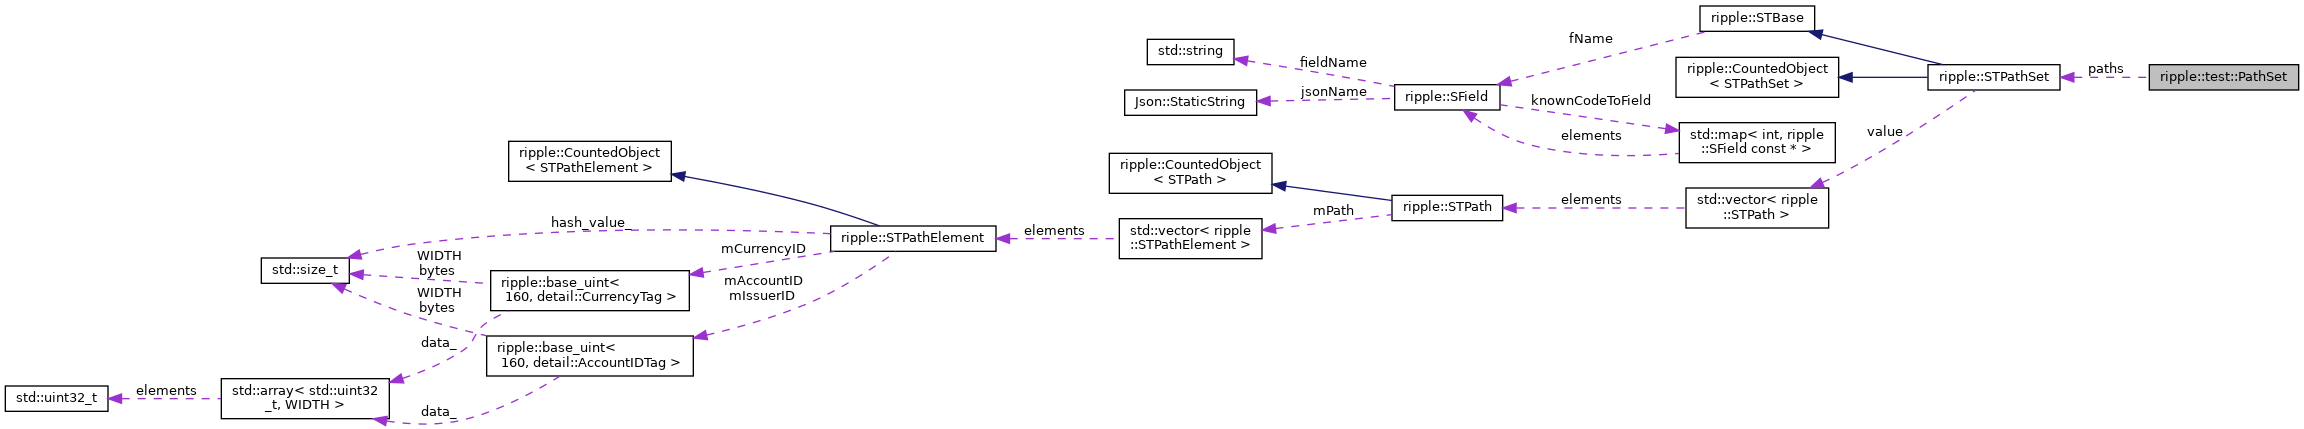 ripple::STBase
fName
std::string
fieldName
ripple::CountedObject
< STPathSet >
ripple::STPathSet
paths
ripple::test::PathSet
Json::StaticString
jsonName
ripple::SField
knownCodeToField
elements
std::map< int, ripple
::SField const * >
value
ripple::CountedObject
< STPathElement >
ripple::CountedObject
< STPath >
mPath
ripple::STPath
elements
std::vector< ripple
::STPath >
hash_value_
ripple::STPathElement
elements
std::vector< ripple
::STPathElement >
mCurrencyID
WIDTH
bytes
std::size_t
ripple::base_uint<
160, detail::CurrencyTag >
mAccountID
mIssuerID
WIDTH
bytes
data_
ripple::base_uint<
160, detail::AccountIDTag >
std::uint32_t
elements
std::array< std::uint32
_t, WIDTH >
data_